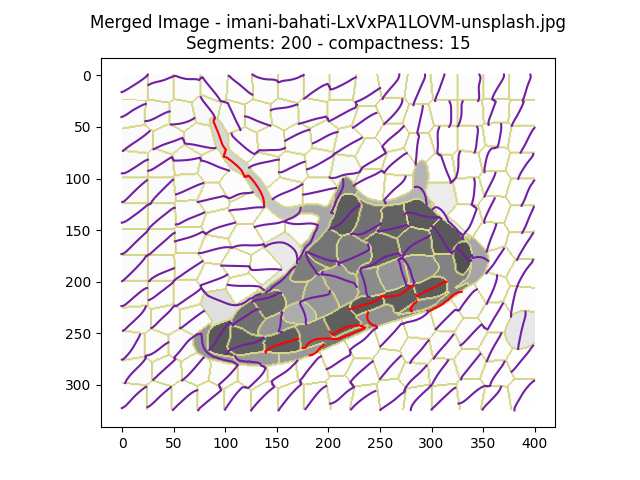 Merged Image - imani-bahati-LxVxPA1LOVM-unsplash.jpg
Segments: 200 - compactness: 15
0
50
100
150
200
250
300
0 50 100 150 200 250 300 350 400